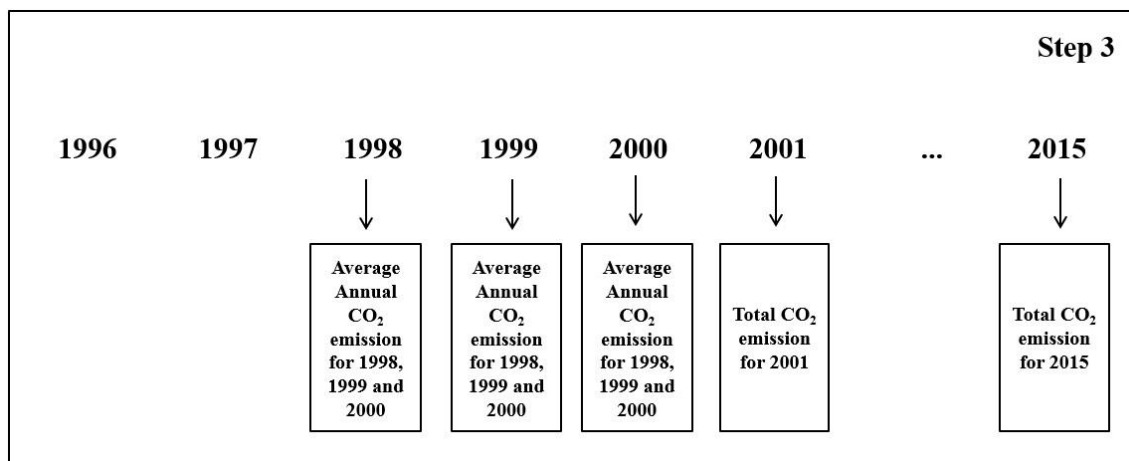 Step 3
1996 1997 1998 1999 2000 2001 ... 2015
Average
Annual
CO₂
emission
for 1998,
1999 and
2000
Average
Annual
CO₂
emission
for 1998,
1999 and
2000
Average
Annual
CO₂
emission
for 1998,
1999 and
2000
Total CO₂
emission
for 2001
Total CO₂
emission
for 2015